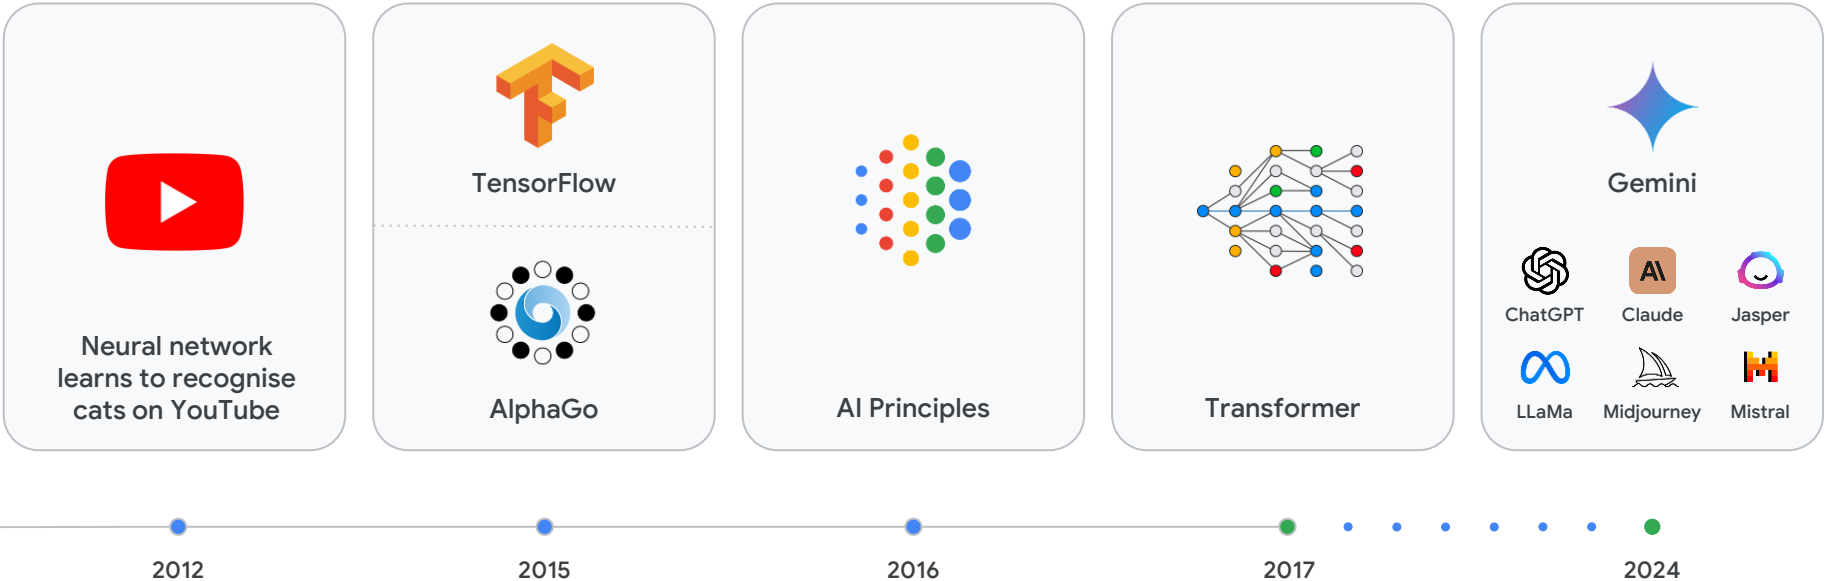 Neural network
learns to recognise
cats on YouTube
TensorFlow
AlphaGo
AI Principles
Transformer
Gemini
ChatGPT
Claude
Jasper
LLaMa
Midjourney
Mistral
2012
2015
2016
2017
2024